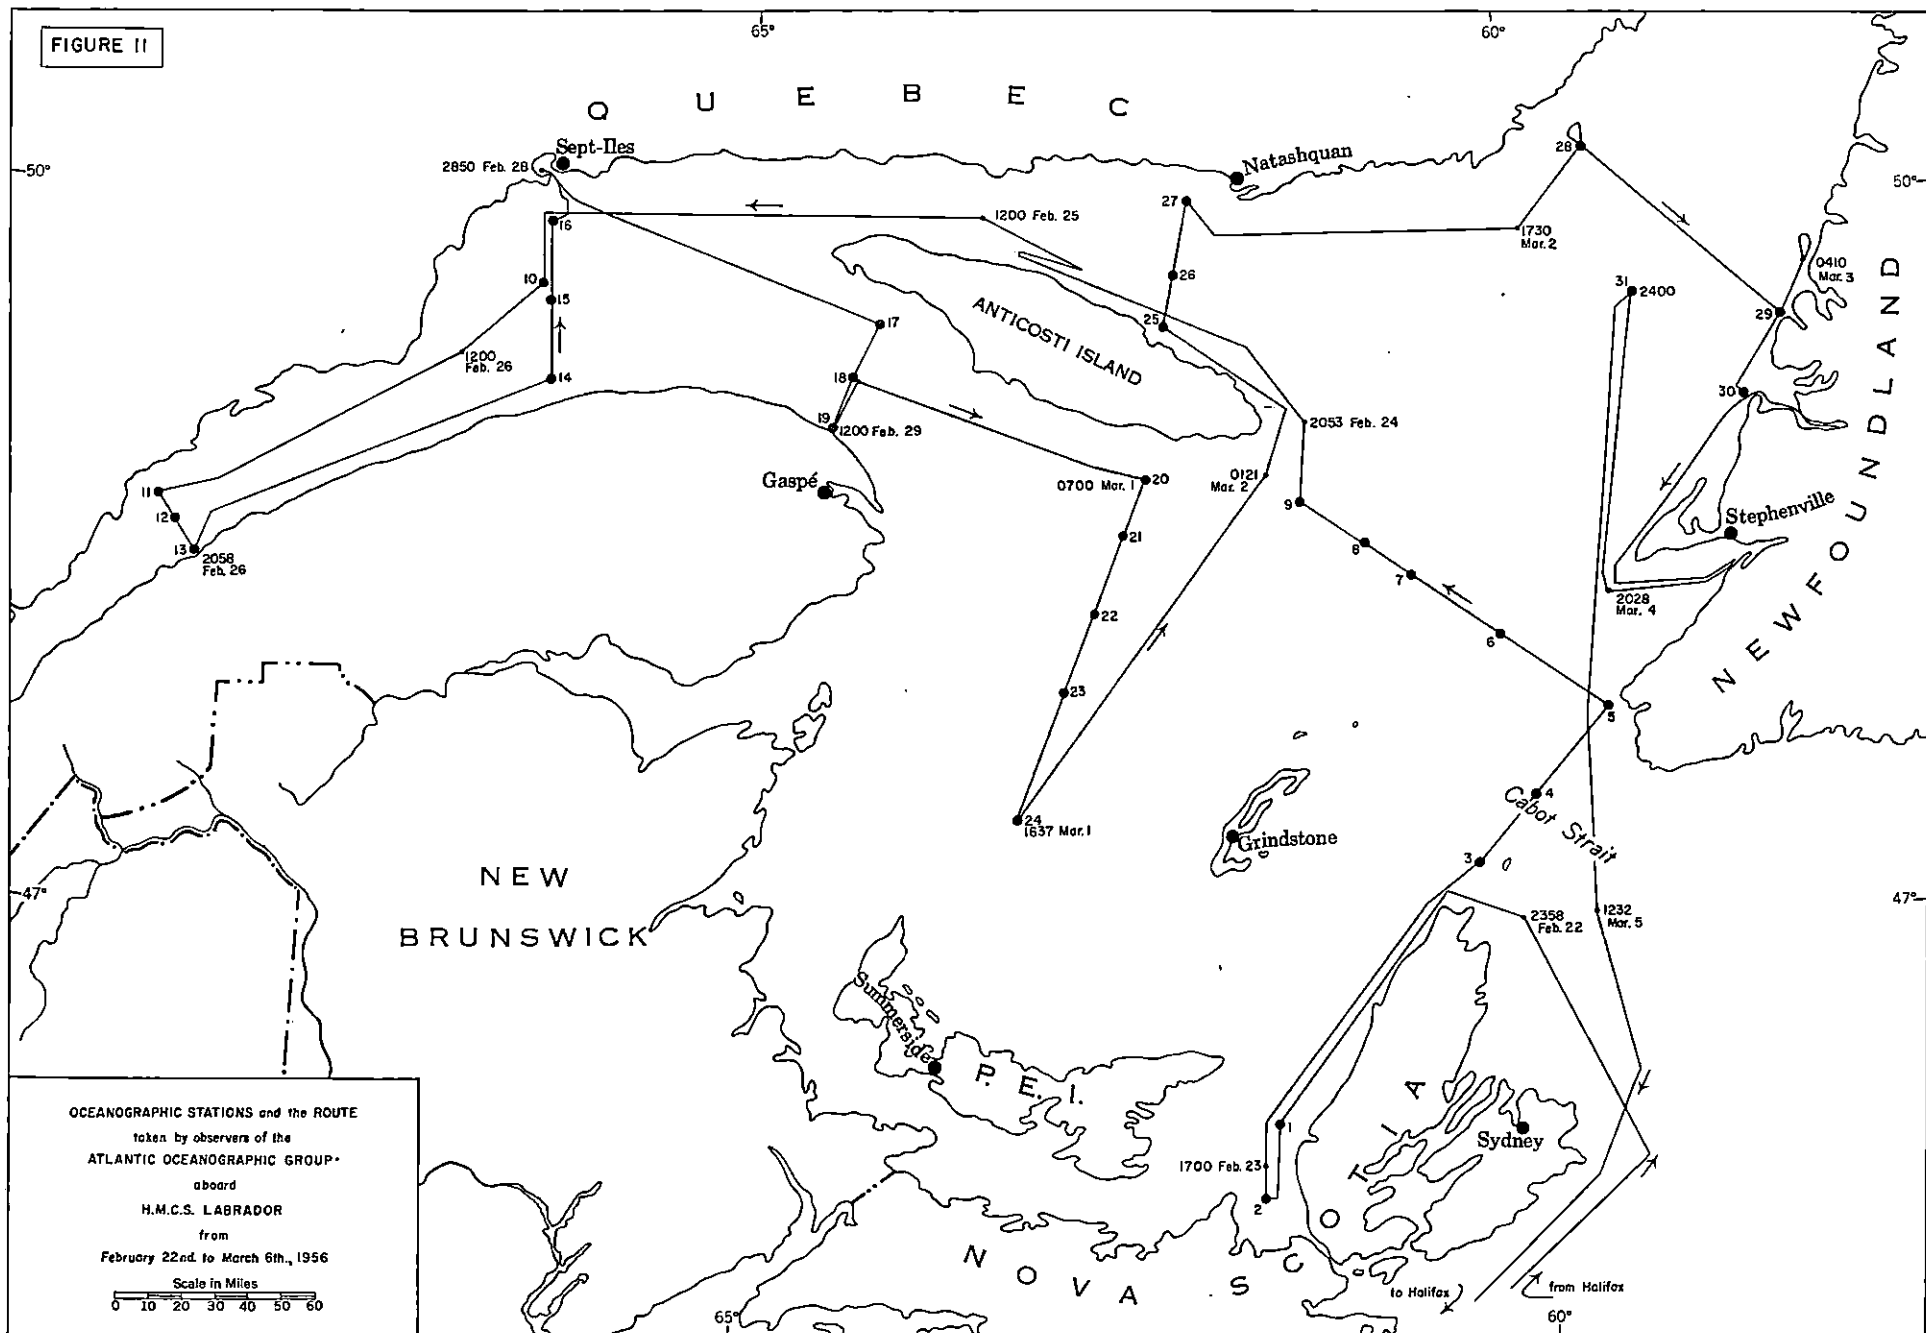 FIGURE 11
65°
60°
QUEBEC
Sept-Iles
2850 Feb. 28
50°
Natashquan
28
50°
27
1200 Feb. 25
16
1730
Mar. 2
0410
Mar. 3
10
26
15
31
2400
29
ANTICOSTI ISLAND
25
17
1200
Feb. 26
14
18
30
19
1200 Feb. 29
2053 Feb. 24
NEWFOUNDLAND
Gaspé
0700 Mar. 1
20
0121
Mar. 2
11
9
12
Stephenville
21
8
13
2058
Feb. 26
7
2028
Mar. 4
22
6
23
5
4
Cabot Strait
24
1637 Mar. 1
Grindstone
3
NEW
BRUNSWICK
47°
47°
2358
Feb. 22
1232
Mar. 5
Summerside
P.E.I.
1
Sydney
1700 Feb. 23
2
NOVA SCOTIA
to Halifax
from Halifax
65°
60°
OCEANOGRAPHIC STATIONS and the ROUTE
taken by observers of the
ATLANTIC OCEANOGRAPHIC GROUP
aboard
H.M.C.S. LABRADOR
from
February 22nd. to March 6th., 1956
Scale in Miles
0 10 20 30 40 50 60